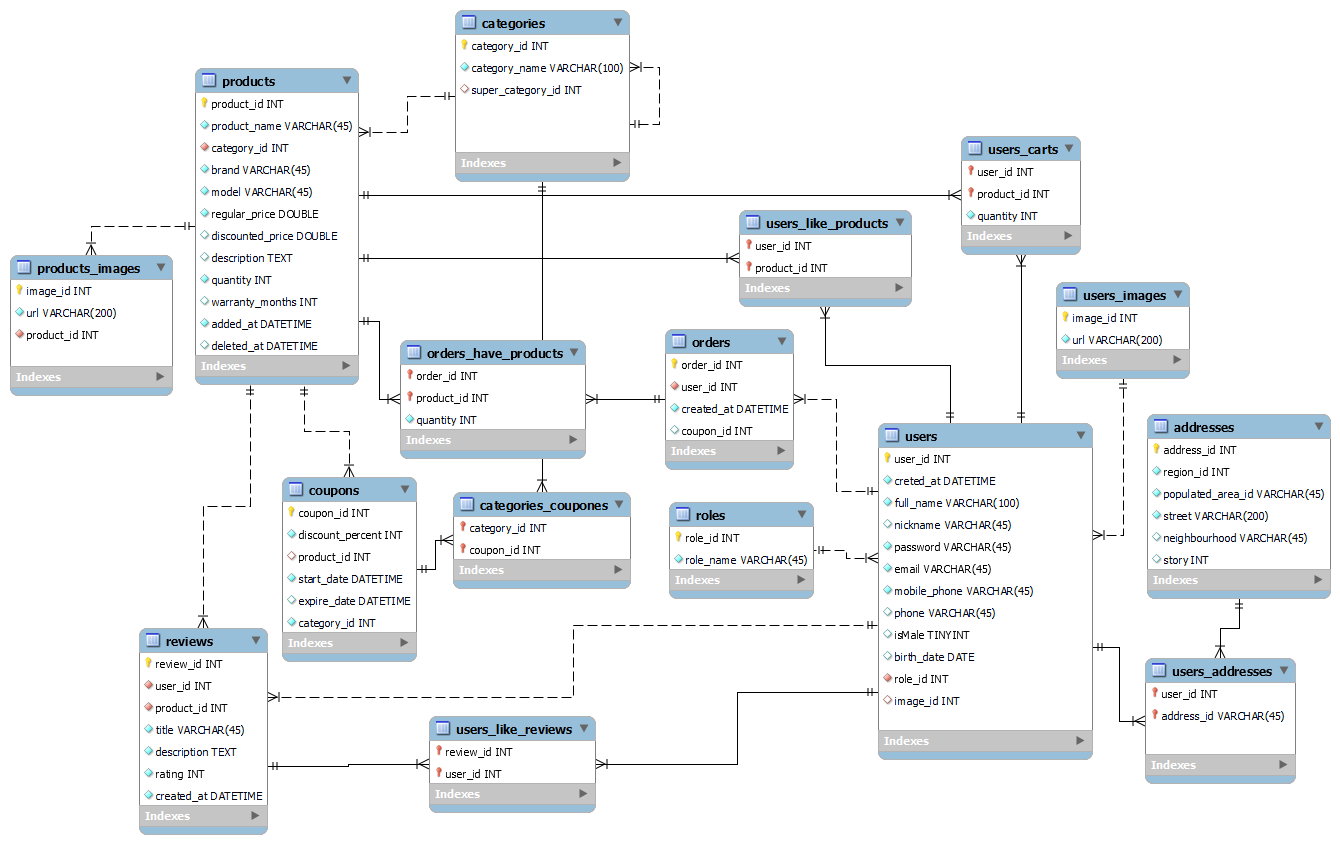 categories
category_id INT
category_name VARCHAR(100)
super_category_id INT
Indexes
products
product_id INT
product_name VARCHAR(45)
category_id INT
brand VARCHAR(45)
model VARCHAR(45)
regular_price DOUBLE
discounted_price DOUBLE
description TEXT
quantity INT
warranty_months INT
added_at DATETIME
deleted_at DATETIME
Indexes
users_carts
user_id INT
product_id INT
quantity INT
Indexes
users_like_products
user_id INT
product_id INT
Indexes
products_images
image_id INT
url VARCHAR(200)
product_id INT
Indexes
users_images
image_id INT
url VARCHAR(200)
Indexes
orders_have_products
order_id INT
product_id INT
quantity INT
Indexes
orders
order_id INT
user_id INT
created_at DATETIME
coupon_id INT
Indexes
users
user_id INT
creted_at DATETIME
full_name VARCHAR(100)
nickname VARCHAR(45)
password VARCHAR(45)
email VARCHAR(45)
mobile_phone VARCHAR(45)
phone VARCHAR(45)
isMale TINYINT
birth_date DATE
role_id INT
image_id INT
Indexes
addresses
address_id INT
region_id INT
populated_area_id VARCHAR(45)
street VARCHAR(200)
neighbourhood VARCHAR(45)
story INT
Indexes
coupons
coupon_id INT
discount_percent INT
product_id INT
start_date DATETIME
expire_date DATETIME
category_id INT
Indexes
categories_coupones
category_id INT
coupon_id INT
Indexes
roles
role_id INT
role_name VARCHAR(45)
Indexes
reviews
review_id INT
user_id INT
product_id INT
title VARCHAR(45)
description TEXT
rating INT
created_at DATETIME
Indexes
users_like_reviews
review_id INT
user_id INT
Indexes
users_addresses
user_id INT
address_id VARCHAR(45)
Indexes